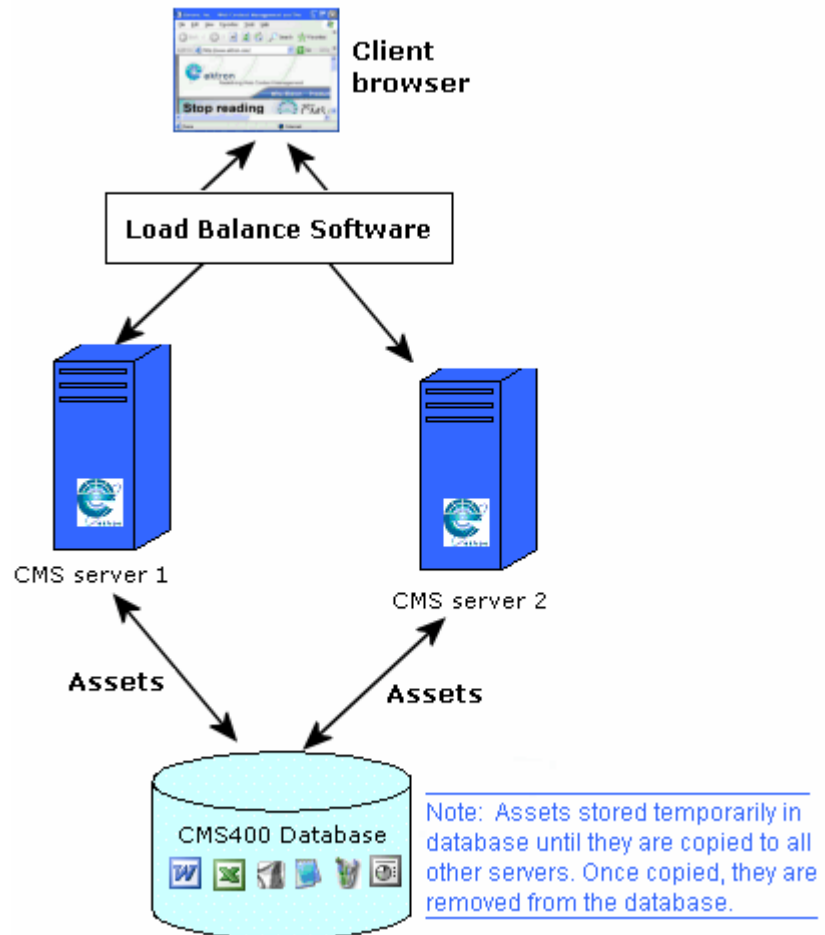 ektron
Stop reading
Client
browser
Load Balance Software
CMS server 1
CMS server 2
Assets
Assets
CMS400 Database
Note: Assets stored temporarily in
database until they are copied to all
other servers. Once copied, they are
removed from the database.